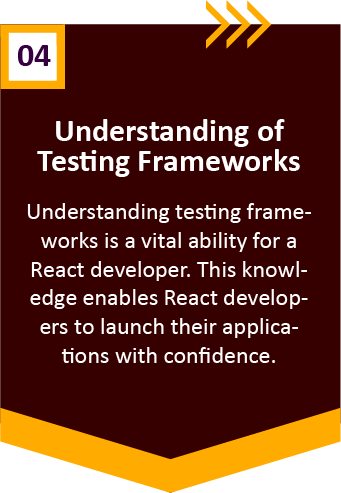 04
Understanding of
Testing Frameworks
Understanding testing frame-
works is a vital ability for a
React developer. This knowl-
edge enables React develop-
ers to launch their applica-
tions with confidence.